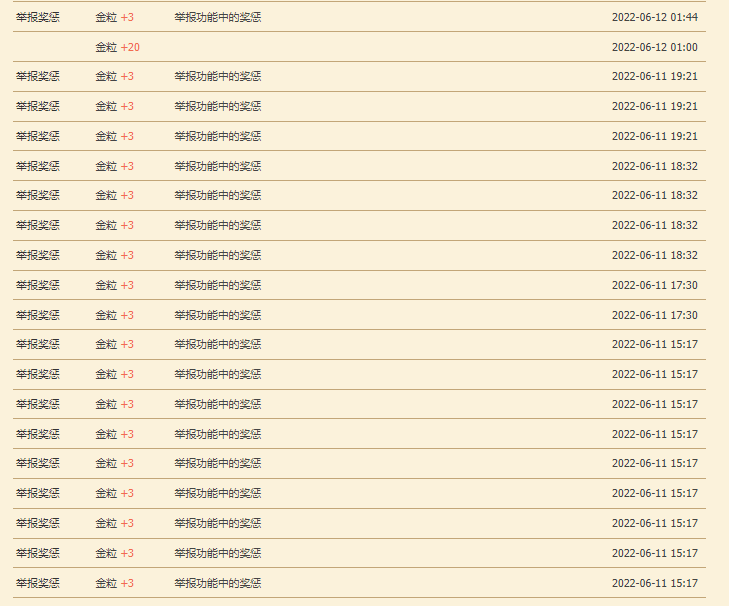 举报奖惩 金粒 +3 举报功能中的奖惩 2022-06-12 01:44
金粒 +20 2022-06-12 01:00
举报奖惩 金粒 +3 举报功能中的奖惩 2022-06-11 19:21
举报奖惩 金粒 +3 举报功能中的奖惩 2022-06-11 19:21
举报奖惩 金粒 +3 举报功能中的奖惩 2022-06-11 19:21
举报奖惩 金粒 +3 举报功能中的奖惩 2022-06-11 18:32
举报奖惩 金粒 +3 举报功能中的奖惩 2022-06-11 18:32
举报奖惩 金粒 +3 举报功能中的奖惩 2022-06-11 18:32
举报奖惩 金粒 +3 举报功能中的奖惩 2022-06-11 18:32
举报奖惩 金粒 +3 举报功能中的奖惩 2022-06-11 17:30
举报奖惩 金粒 +3 举报功能中的奖惩 2022-06-11 17:30
举报奖惩 金粒 +3 举报功能中的奖惩 2022-06-11 15:17
举报奖惩 金粒 +3 举报功能中的奖惩 2022-06-11 15:17
举报奖惩 金粒 +3 举报功能中的奖惩 2022-06-11 15:17
举报奖惩 金粒 +3 举报功能中的奖惩 2022-06-11 15:17
举报奖惩 金粒 +3 举报功能中的奖惩 2022-06-11 15:17
举报奖惩 金粒 +3 举报功能中的奖惩 2022-06-11 15:17
举报奖惩 金粒 +3 举报功能中的奖惩 2022-06-11 15:17
举报奖惩 金粒 +3 举报功能中的奖惩 2022-06-11 15:17
举报奖惩 金粒 +3 举报功能中的奖惩 2022-06-11 15:17